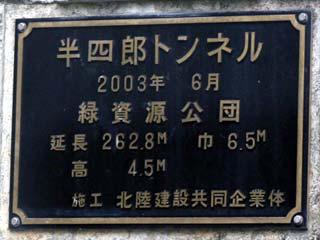 半四郎トンネル
2003年 6月
緑資源公団
延長 262.8M 巾 6.5M
高 4.5M
施工 北陸建設共同企業体